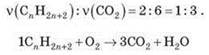 ν(CₙH₂ₙ₊₂) : ν(CO₂) = 2 : 6 = 1 : 3 .
1CₙH₂ₙ₊₂ + O₂ → 3CO₂ + H₂O